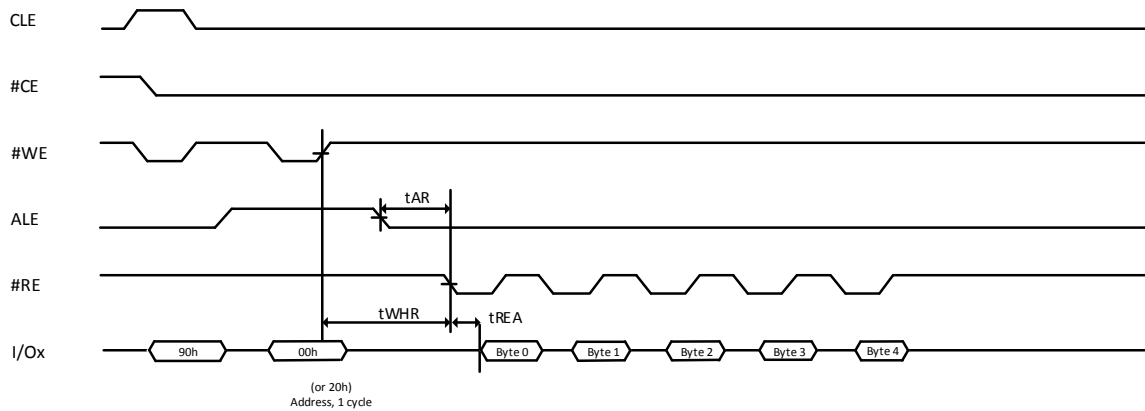 CLE
#CE
#WE
ALE
tAR
#RE
tWHR
tREA
I/Ox
90h
00h
Byte 0
Byte 1
Byte 2
Byte 3
Byte 4
(or 20h)
Address, 1 cycle